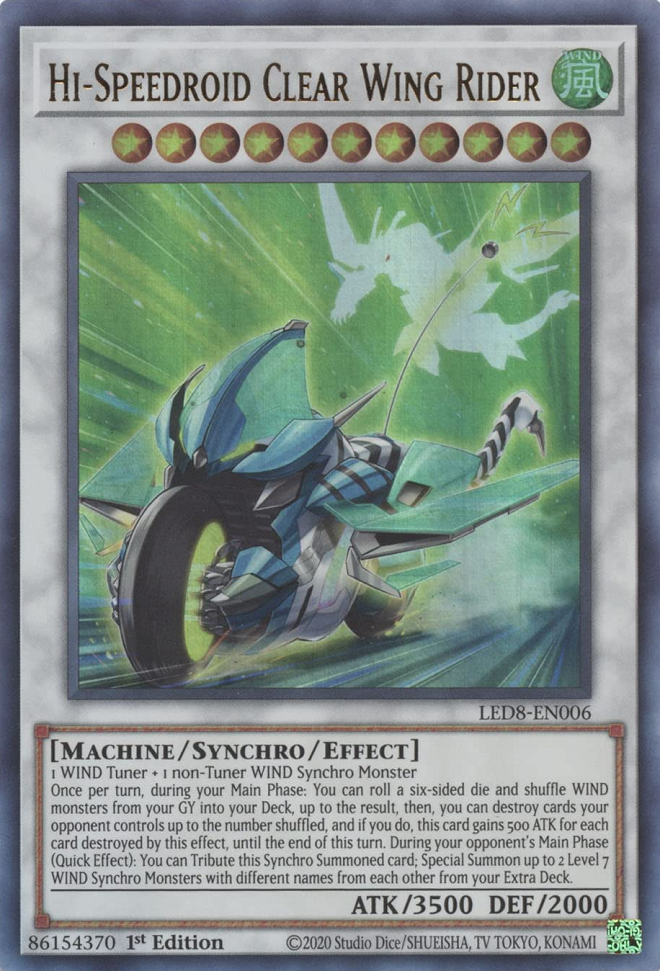 Hi-Speedroid Clear Wing Rider
WIND
風
LED8-EN006
[Machine/Synchro/Effect]
1 WIND Tuner + 1 non-Tuner WIND Synchro Monster
Once per turn, during your Main Phase: You can roll a six-sided die and shuffle WIND
monsters from your GY into your Deck, up to the result, then, you can destroy cards your
opponent controls up to the number shuffled, and if you do, this card gains 500 ATK for each
card destroyed by this effect, until the end of this turn. During your opponent's Main Phase
(Quick Effect): You can Tribute this Synchro Summoned card; Special Summon up to 2 Level 7
WIND Synchro Monsters with different names from each other from your Extra Deck.
ATK/3500 DEF/2000
86154370 1st Edition
©2020 Studio Dice/SHUEISHA, TV TOKYO, KONAMI